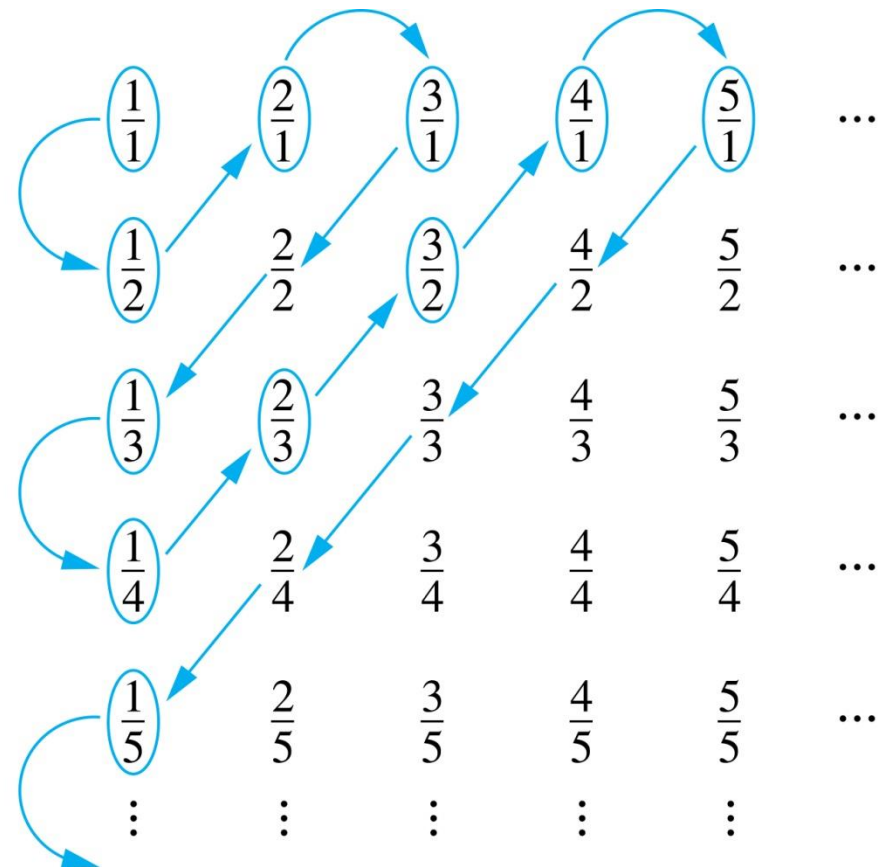 1/1 2/1 3/1 4/1 5/1 ...
1/2 2/2 3/2 4/2 5/2 ...
1/3 2/3 3/3 4/3 5/3 ...
1/4 2/4 3/4 4/4 5/4 ...
1/5 2/5 3/5 4/5 5/5 ...
⋮ ⋮ ⋮ ⋮ ⋮